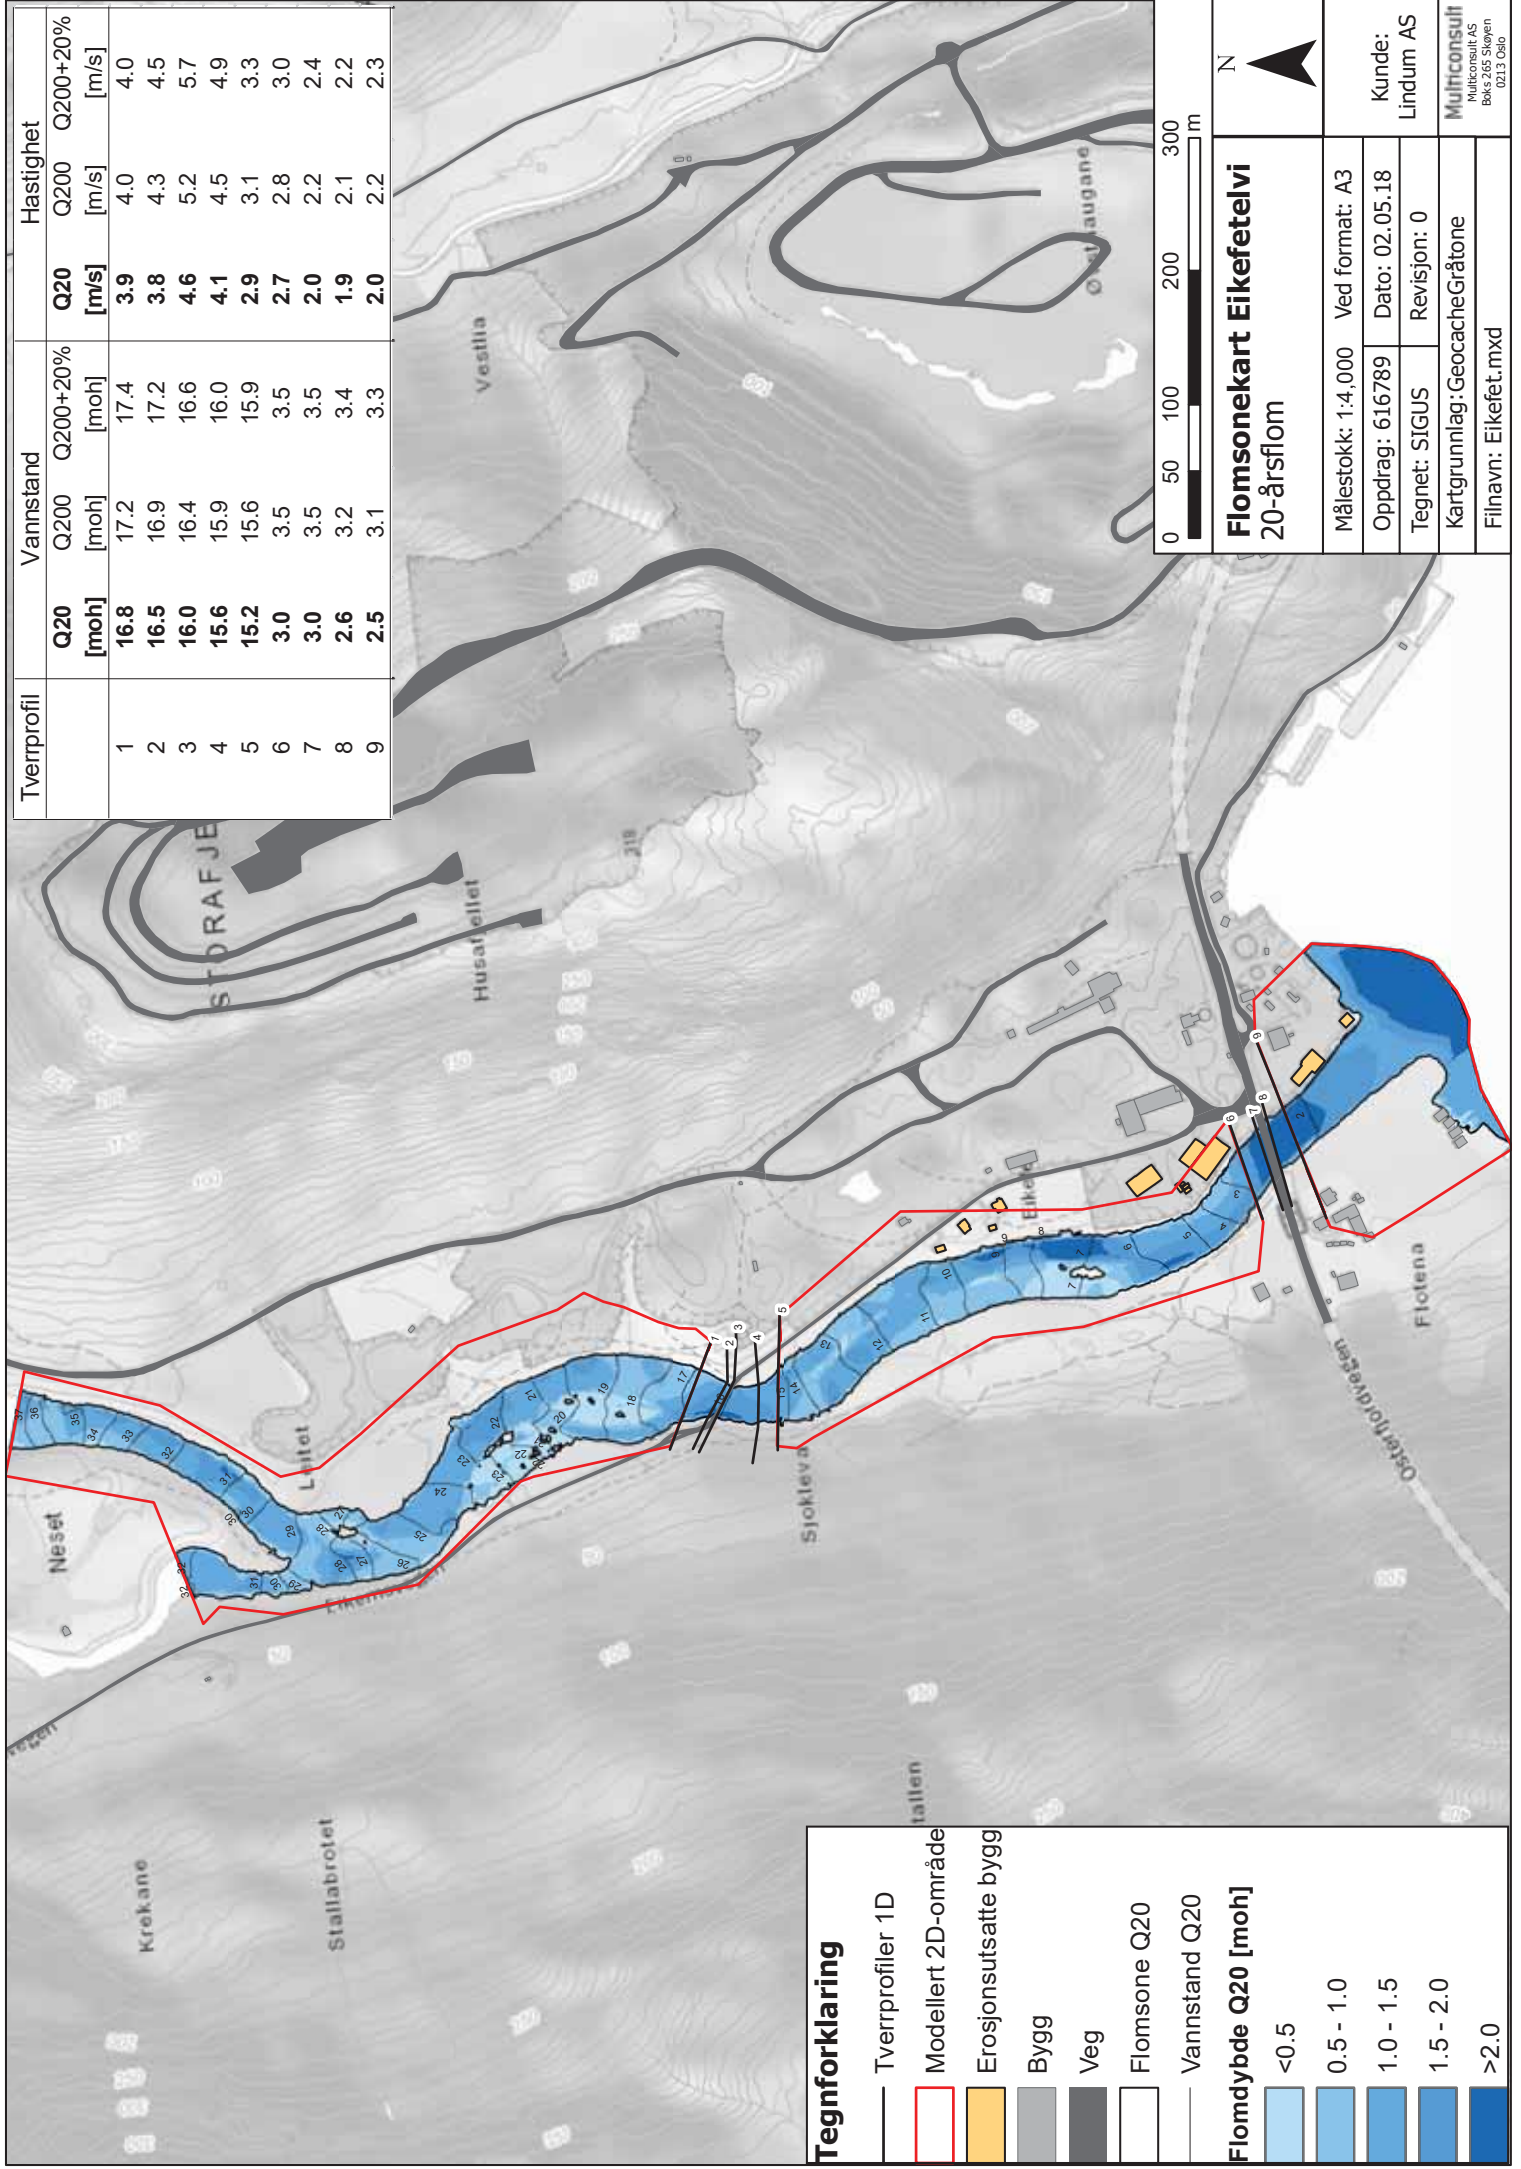 Tverrprofil Vannstand Hastighet
Q20 Q200 Q200+20% Q20 Q200 Q200+20%
[moh] [moh] [moh] [m/s] [m/s] [m/s]
1 16.8 17.2 17.4 3.9 4.0 4.0
2 16.5 16.9 17.2 3.8 4.3 4.5
3 16.0 16.4 16.6 4.6 5.2 5.7
4 15.6 15.9 16.0 4.1 4.5 4.9
5 15.2 15.6 15.9 2.9 3.1 3.3
6 3.0 3.5 3.5 2.7 2.8 3.0
7 3.0 3.5 3.5 2.0 2.2 2.4
8 2.6 3.2 3.4 1.9 2.1 2.2
9 2.5 3.1 3.3 2.0 2.2 2.3
Krekane
Stallabrotet
Neset
Leitet
STORAFJE
Husafjellet
Vestlia
Sjokleva
tallen
Flotena
Osterfjordvegen
Tegnforklaring
Tverrprofiler 1D
Modellert 2D-område
Erosjonsutsatte bygg
Bygg
Veg
Flomsone Q20
Vannstand Q20
Flomdybde Q20 [moh]
<0.5
0.5 - 1.0
1.0 - 1.5
1.5 - 2.0
>2.0
0 50 100 200 300
m
Flomsonekart Eikefetelvi
20-årsflom
N
Målestokk: 1:4,000 Ved format: A3
Oppdrag: 616789 Dato: 02.05.18
Tegnet: SIGUS Revisjon: 0
Kartgrunnlag:GeocacheGråtone
Filnavn: Eikefet.mxd
Kunde:
Lindum AS
Multiconsult
Multiconsult AS
Boks 265 Skøyen
0213 Oslo